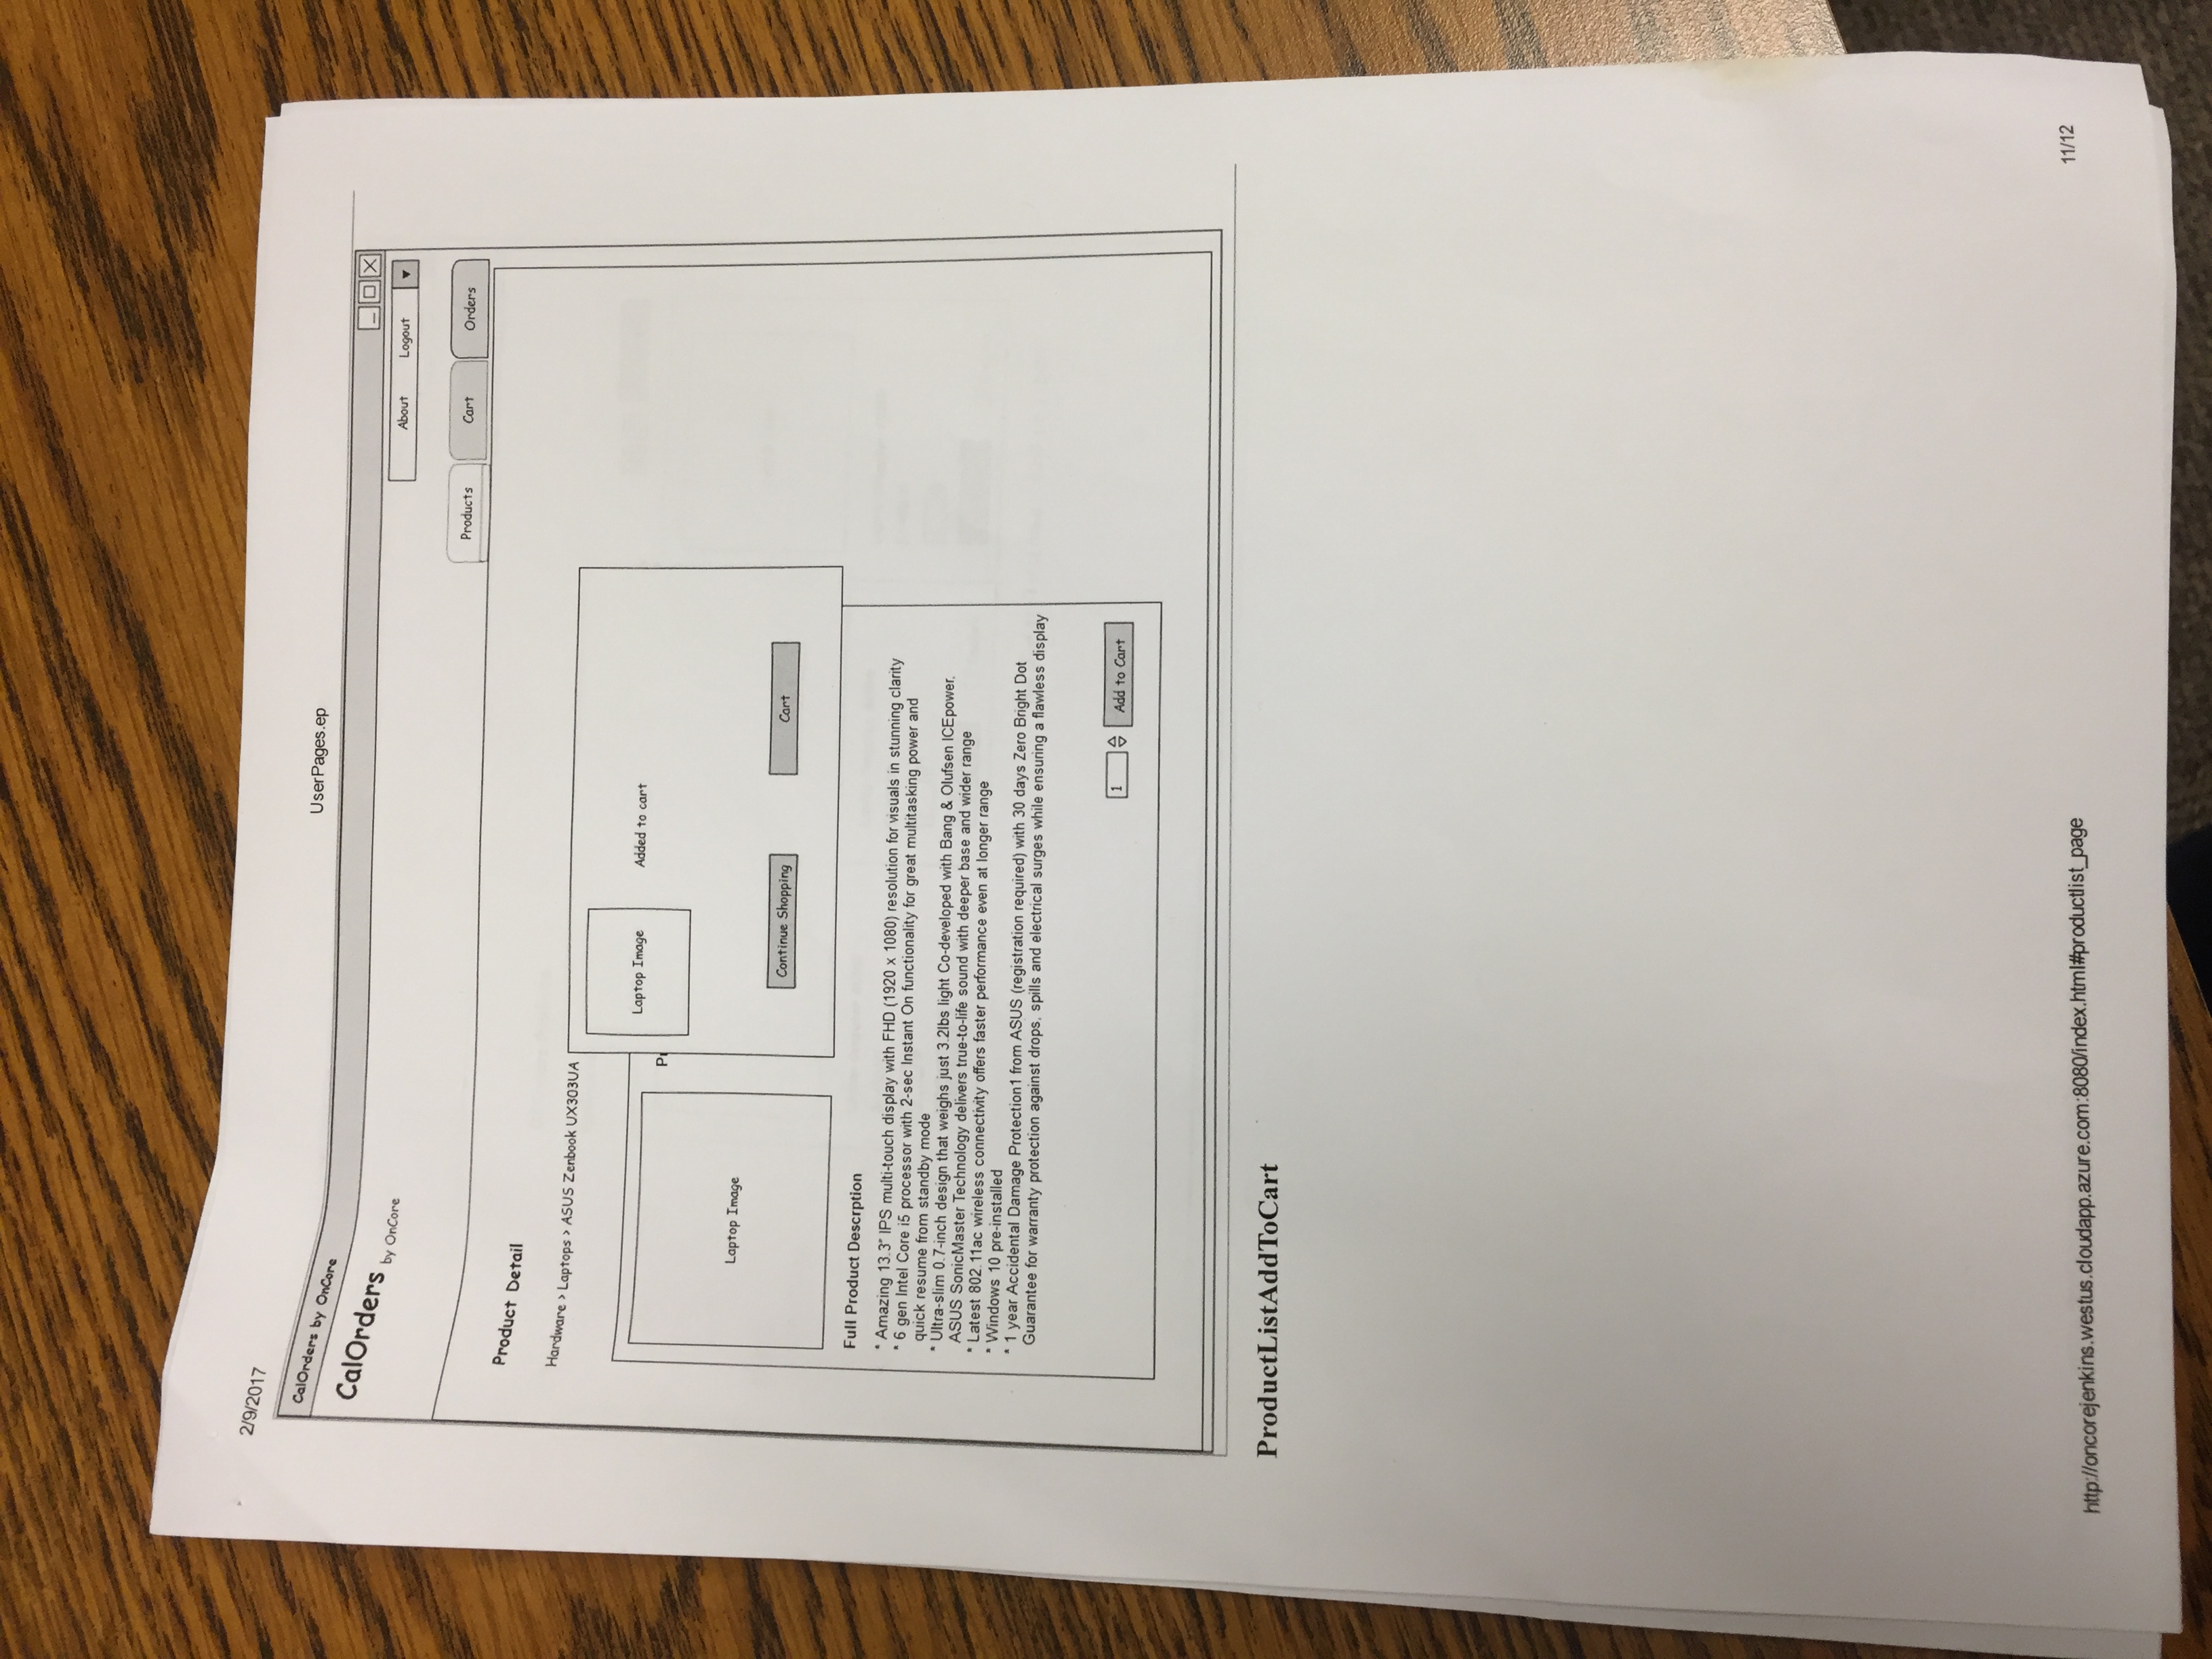 2/9/2017
UserPages.ep
CalOrders by OnCore
CalOrders by OnCore
About Logout
Products Cart Orders
Product Detail
Hardware > Laptops > ASUS Zenbook UX303UA
Laptop Image
Added to cart
Laptop Image
Continue Shopping
Cart
Full Product Descrption
* Amazing 13.3" IPS multi-touch display with FHD (1920 x 1080) resolution for visuals in stunning clarity
* 6 gen Intel Core i5 processor with 2-sec Instant On functionality for great multitasking power and
quick resume from standby mode
* Ultra-slim 0.7-inch design that weighs just 3.2lbs light Co-developed with Bang & Olufsen ICEpower,
ASUS SonicMaster Technology delivers true-to-life sound with deeper base and wider range
* Latest 802.11ac wireless connectivity offers faster performance even at longer range
* Windows 10 pre-installed
* 1 year Accidental Damage Protection1 from ASUS (registration required) with 30 days Zero Bright Dot
Guarantee for warranty protection against drops, spills and electrical surges while ensuring a flawless display
1
Add to Cart
ProductListAddToCart
http://oncorejenkins.westus.cloudapp.azure.com:8080/index.html#productlist_page
11/12